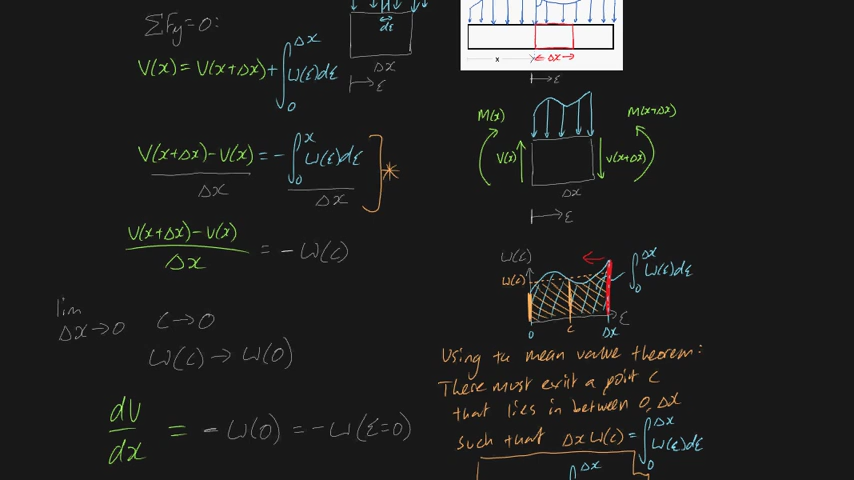 ΣFy=0:
V(x) = V(x+Δx) + ∫₀^Δx W(ε)dε
V(x+Δx)-V(x) / Δx = - ∫₀^x W(ε)dε / Δx } *
V(x+Δx)-V(x) / Δx = - W(c)
lim Δx→0 c→0
W(c) → W(0)
dV/dx = - W(0) = - W(ε=0)
dε
Δx
ε
x
Δx
ε
M(x)
M(x+Δx)
V(x)
V(x+Δx)
Δx
ε
W(ε)
W(c)
∫₀^Δx W(ε)dε
0 c Δx ε
Using the mean value theorem:
There must exist a point c
that lies in between 0, Δx
such that Δx W(c) = ∫₀^Δx W(ε)dε
∫ Δx